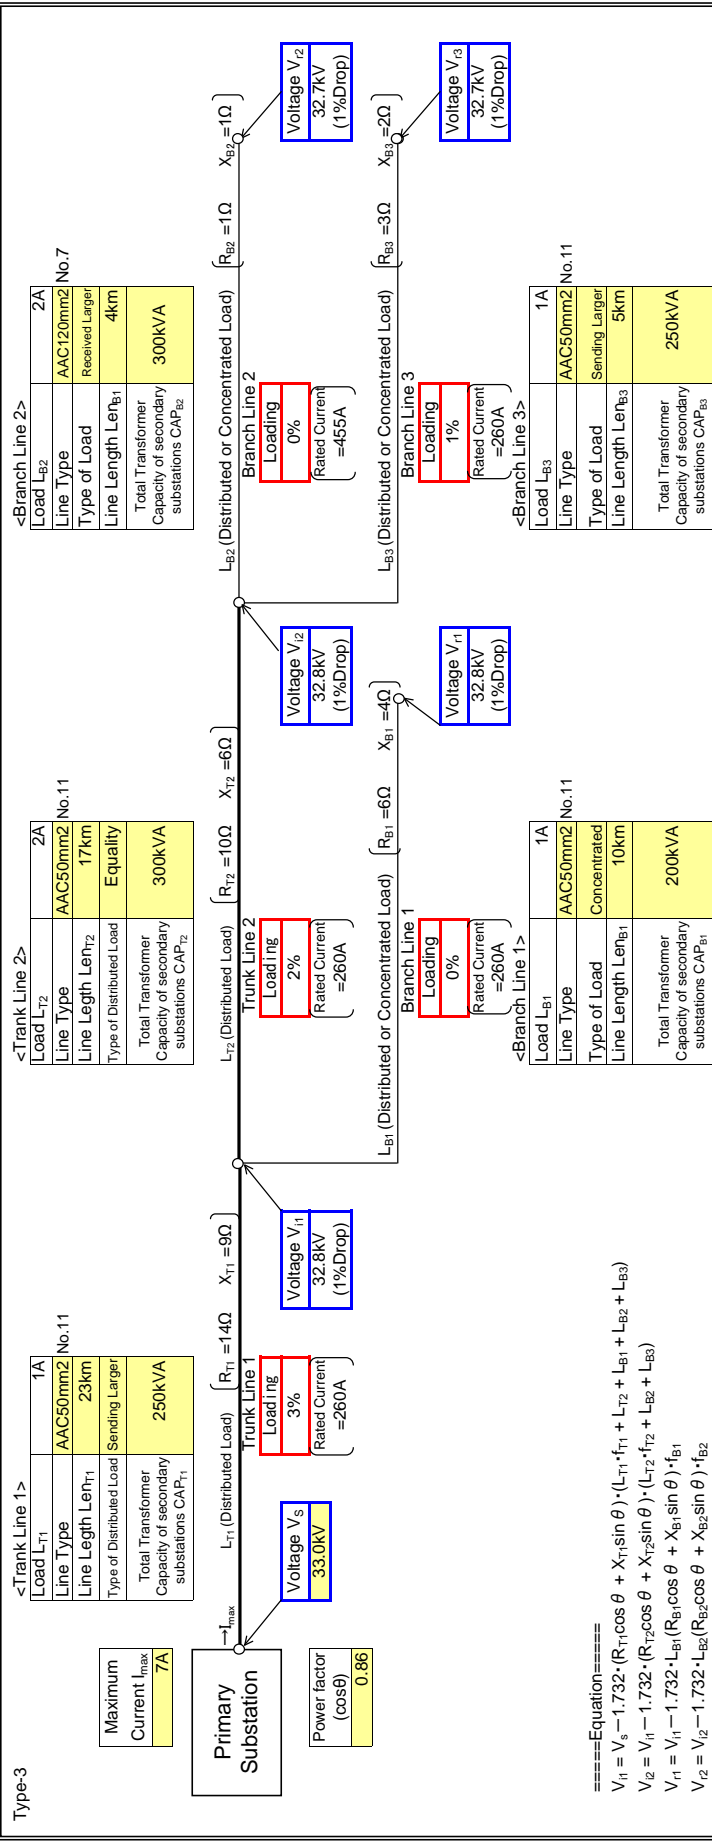 Type-3
Maximum
Current Imax
7A
Primary
Substation
→Imax
Power factor
(cosθ)
0.86
Voltage VS
33.0kV
<Trank Line 1>
Load LT1 1A
Line Type AAC50mm2 No.11
Line Legth LenT1 23km
Type of Distributed Load Sending Larger
Total Transformer
Capacity of secondary
substations CAPT1
250kVA
LT1 (Distributed Load)
RT1 =14Ω XT1 =9Ω
Trunk Line 1
Loading
3%
Rated Current
=260A
Voltage Vi1
32.8kV
(1%Drop)
<Trank Line 2>
Load LT2 2A
Line Type AAC50mm2 No.11
Line Legth LenT2 17km
Type of Distributed Load Equality
Total Transformer
Capacity of secondary
substations CAPT2
300kVA
LT2 (Distributed Load)
RT2 =10Ω XT2 =6Ω
Trunk Line 2
Loading
2%
Rated Current
=260A
Voltage Vi2
32.8kV
(1%Drop)
LB1 (Distributed or Concentrated Load)
RB1 =6Ω XB1 =4Ω
Branch Line 1
Loading
0%
Rated Current
=260A
Voltage Vr1
32.8kV
(1%Drop)
<Branch Line 1>
Load LB1 1A
Line Type AAC50mm2 No.11
Type of Load Concentrated
Line Length LenB1 10km
Total Transformer
Capacity of secondary
substations CAPB1
200kVA
<Branch Line 2>
Load LB2 2A
Line Type AAC120mm2 No.7
Type of Load Received Larger
Line Length LenB1 4km
Total Transformer
Capacity of secondary
substations CAPB2
300kVA
LB2 (Distributed or Concentrated Load)
RB2 =1Ω XB2 =1Ω
Branch Line 2
Loading
0%
Rated Current
=455A
Voltage Vr2
32.7kV
(1%Drop)
LB3 (Distributed or Concentrated Load)
RB3 =3Ω XB3 =2Ω
Branch Line 3
Loading
1%
Rated Current
=260A
Voltage Vr3
32.7kV
(1%Drop)
<Branch Line 3>
Load LB3 1A
Line Type AAC50mm2 No.11
Type of Load Sending Larger
Line Length LenB3 5km
Total Transformer
Capacity of secondary
substations CAPB3
250kVA
=====Equation=====
Vi1 = Vs－1.732・(RT1cosθ + XT1sinθ)・(LT1・fT1 + LT2 + LB1 + LB2 + LB3)
Vi2 = Vi1－1.732・(RT2cosθ + XT2sinθ)・(LT2・fT2 + LB2 + LB3)
Vr1 = Vi1－1.732・LB1(RB1cosθ + XB1sinθ)・fB1
Vr2 = Vi2－1.732・LB2(RB2cosθ + XB2sinθ)・fB2